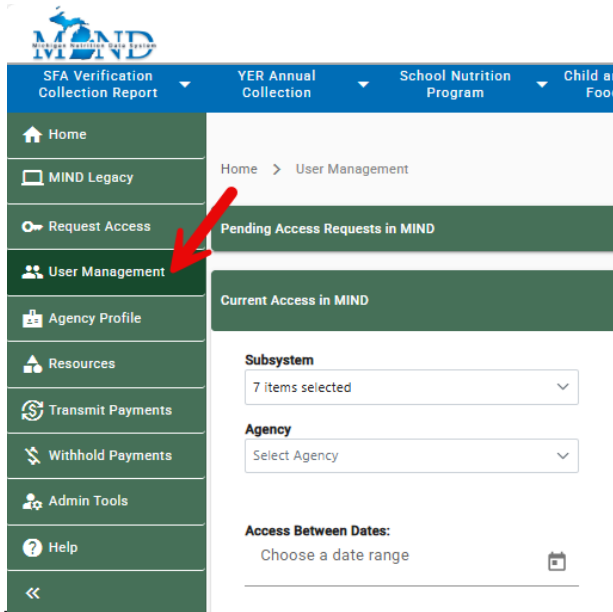 MIND
Michigan Nutrition Data System
SFA Verification
Collection Report
YER Annual
Collection
School Nutrition
Program
Child a
Foo
Home
MIND Legacy
Request Access
User Management
Agency Profile
Resources
Transmit Payments
Withhold Payments
Admin Tools
Help
Home > User Management
Pending Access Requests in MIND
Current Access in MIND
Subsystem
7 items selected
Agency
Select Agency
Access Between Dates:
Choose a date range